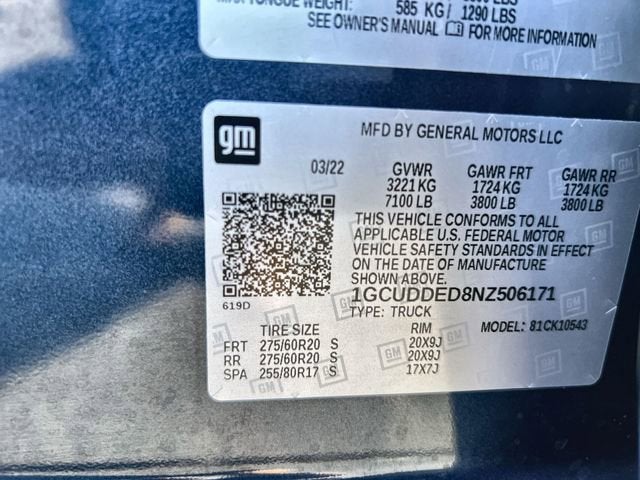 585 KG/ 1290 LBS
SEE OWNER'S MANUAL FOR MORE INFORMATION
gm
MFD BY GENERAL MOTORS LLC
03/22 GVWR GAWR FRT GAWR RR
3221 KG 1724 KG 1724 KG
7100 LB 3800 LB 3800 LB
THIS VEHICLE CONFORMS TO ALL
APPLICABLE U.S. FEDERAL MOTOR
VEHICLE SAFETY STANDARDS IN EFFECT
ON THE DATE OF MANUFACTURE
SHOWN ABOVE.
619D
1GCUDDED8NZ506171
TYPE: TRUCK
MODEL: 81CK10543
TIRE SIZE RIM
FRT 275/60R20 S 20X9J
RR 275/60R20 S 20X9J
SPA 255/80R17 S 17X7J